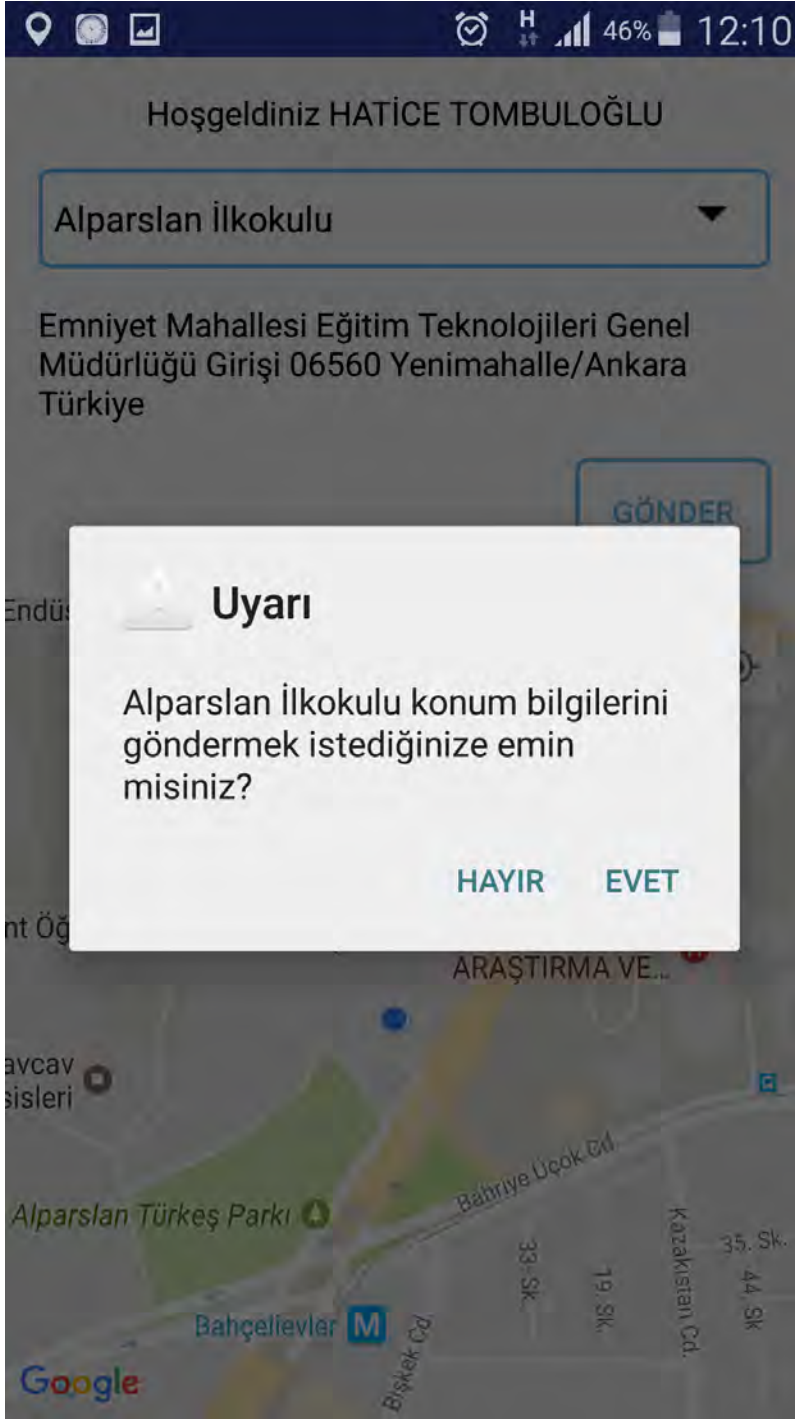 H 46% 12:10
Hoşgeldiniz HATİCE TOMBULOĞLU
Alparslan İlkokulu
Emniyet Mahallesi Eğitim Teknolojileri Genel
Müdürlüğü Girişi 06560 Yenimahalle/Ankara
Türkiye
GÖNDER
Uyarı
Alparslan İlkokulu konum bilgilerini
göndermek istediğinize emin
misiniz?
HAYIR EVET
ARAŞTIRMA VE...
Bahriye Üçok Cd.
Alparslan Türkeş Parkı
Kazakistan Cd.
35. Sk.
33. Sk.
19. Sk.
44. Sk
Bahçelievler M
Bişkek Cd.
Google